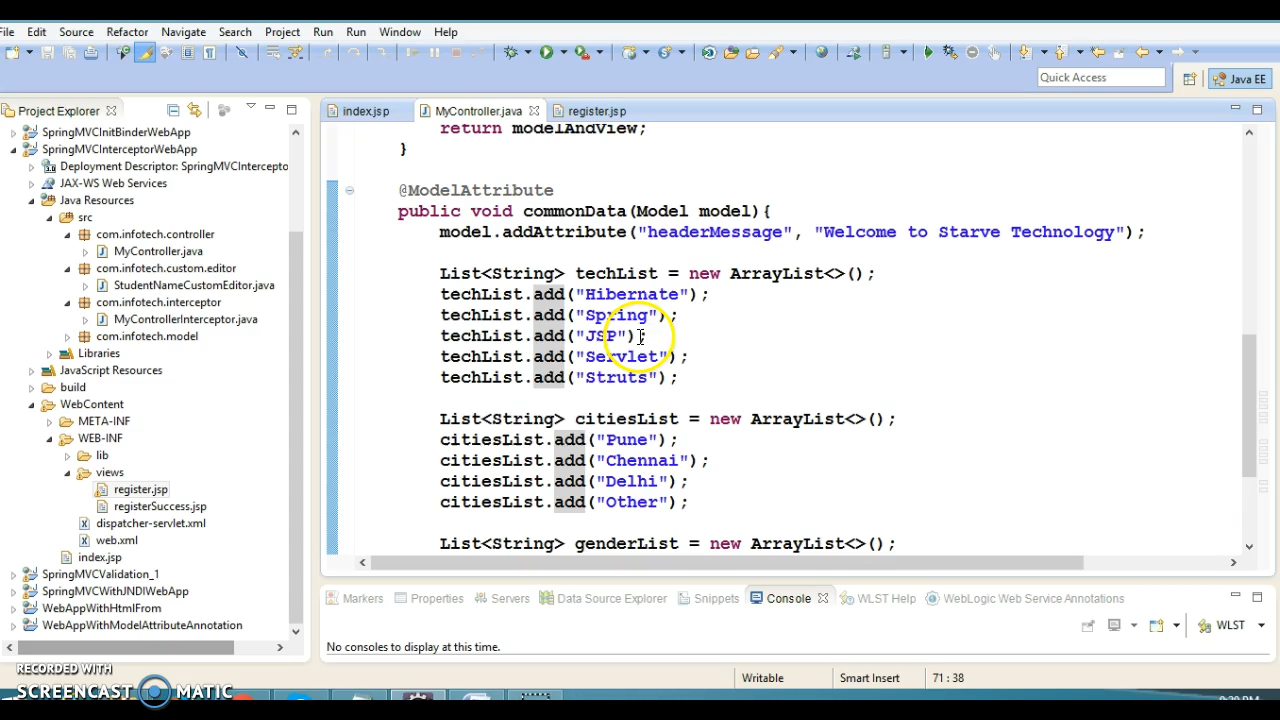 File Edit Source Refactor Navigate Search Project Run Run Window Help
Quick Access
Java EE
Project Explorer
SpringMVCInitBinderWebApp
SpringMVCInterceptorWebApp
Deployment Descriptor: SpringMVCIntercepto
JAX-WS Web Services
Java Resources
src
com.infotech.controller
MyController.java
com.infotech.custom.editor
StudentNameCustomEditor.java
com.infotech.interceptor
MyControllerInterceptor.java
com.infotech.model
Libraries
JavaScript Resources
build
WebContent
META-INF
WEB-INF
lib
views
register.jsp
registerSuccess.jsp
dispatcher-servlet.xml
web.xml
index.jsp
SpringMVCValidation_1
SpringMVCWithJNDIWebApp
WebAppWithHtmlFrom
WebAppWithModelAttributeAnnotation
index.jsp MyController.java register.jsp
return modelAndView;
}
@ModelAttribute
public void commonData(Model model){
model.addAttribute("headerMessage", "Welcome to Starve Technology");
List<String> techList = new ArrayList<>();
techList.add("Hibernate");
techList.add("Spring");
techList.add("JSP");
techList.add("Servlet");
techList.add("Struts");
List<String> citiesList = new ArrayList<>();
citiesList.add("Pune");
citiesList.add("Chennai");
citiesList.add("Delhi");
citiesList.add("Other");
List<String> genderList = new ArrayList<>();
Markers Properties Servers Data Source Explorer Snippets Console WLST Help WebLogic Web Service Annotations
WLST
No consoles to display at this time.
Writable Smart Insert 71 : 38
RECORDED WITH
SCREENCAST MATIC